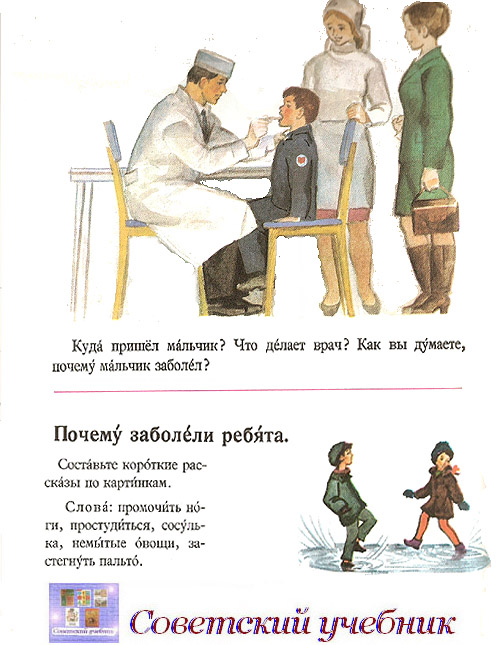 Куда́ пришёл ма́льчик? Что де́лает врач? Как вы ду́маете,
почему́ ма́льчик заболе́л?
Почему́ заболе́ли ребя́та.
Соста́вьте коро́ткие рас-
ска́зы по карти́нкам.
Слова́: промочи́ть но́-
ги, простуди́ться, сосу́ль-
ка, немы́тые о́вощи, за-
стегну́ть пальто́.
Советский учебник
Советский учебник